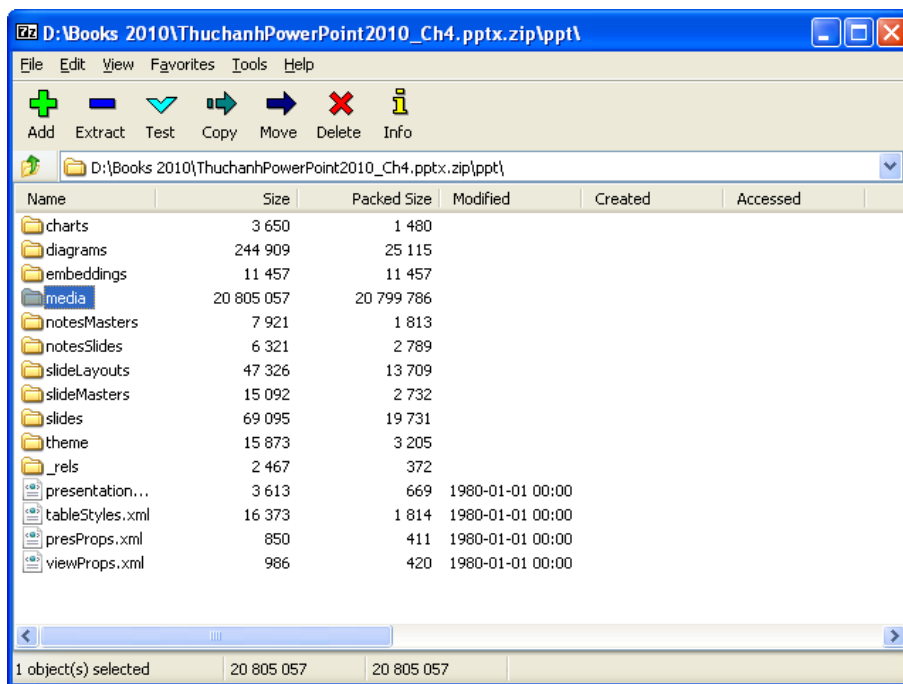 7z D:\Books 2010\ThuchanhPowerPoint2010_Ch4.pptx.zip\ppt\
File Edit View Favorites Tools Help
Add Extract Test Copy Move Delete Info
D:\Books 2010\ThuchanhPowerPoint2010_Ch4.pptx.zip\ppt\
Name Size Packed Size Modified Created Accessed
charts 3 650 1 480
diagrams 244 909 25 115
embeddings 11 457 11 457
media 20 805 057 20 799 786
notesMasters 7 921 1 813
notesSlides 6 321 2 789
slideLayouts 47 326 13 709
slideMasters 15 092 2 732
slides 69 095 19 731
theme 15 873 3 205
_rels 2 467 372
presentation... 3 613 669 1980-01-01 00:00
tableStyles.xml 16 373 1 814 1980-01-01 00:00
presProps.xml 850 411 1980-01-01 00:00
viewProps.xml 986 420 1980-01-01 00:00
1 object(s) selected 20 805 057 20 805 057